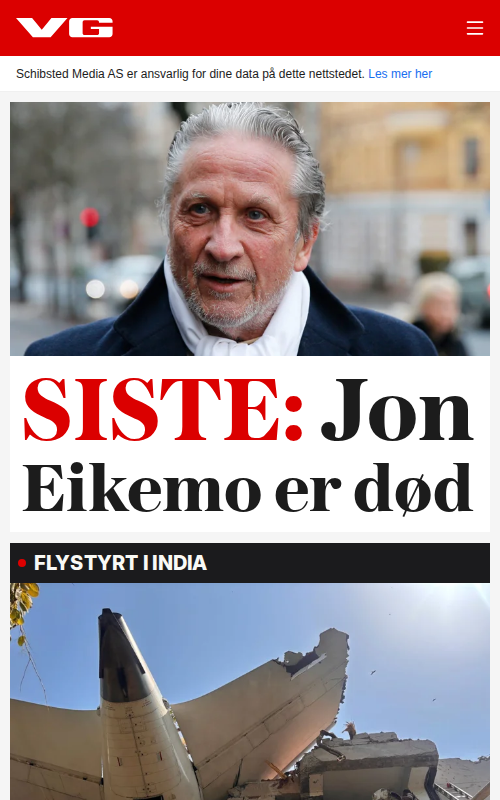 VG
Schibsted Media AS er ansvarlig for dine data på dette nettstedet. Les mer her
SISTE: Jon
Eikemo er død
FLYSTYRT I INDIA